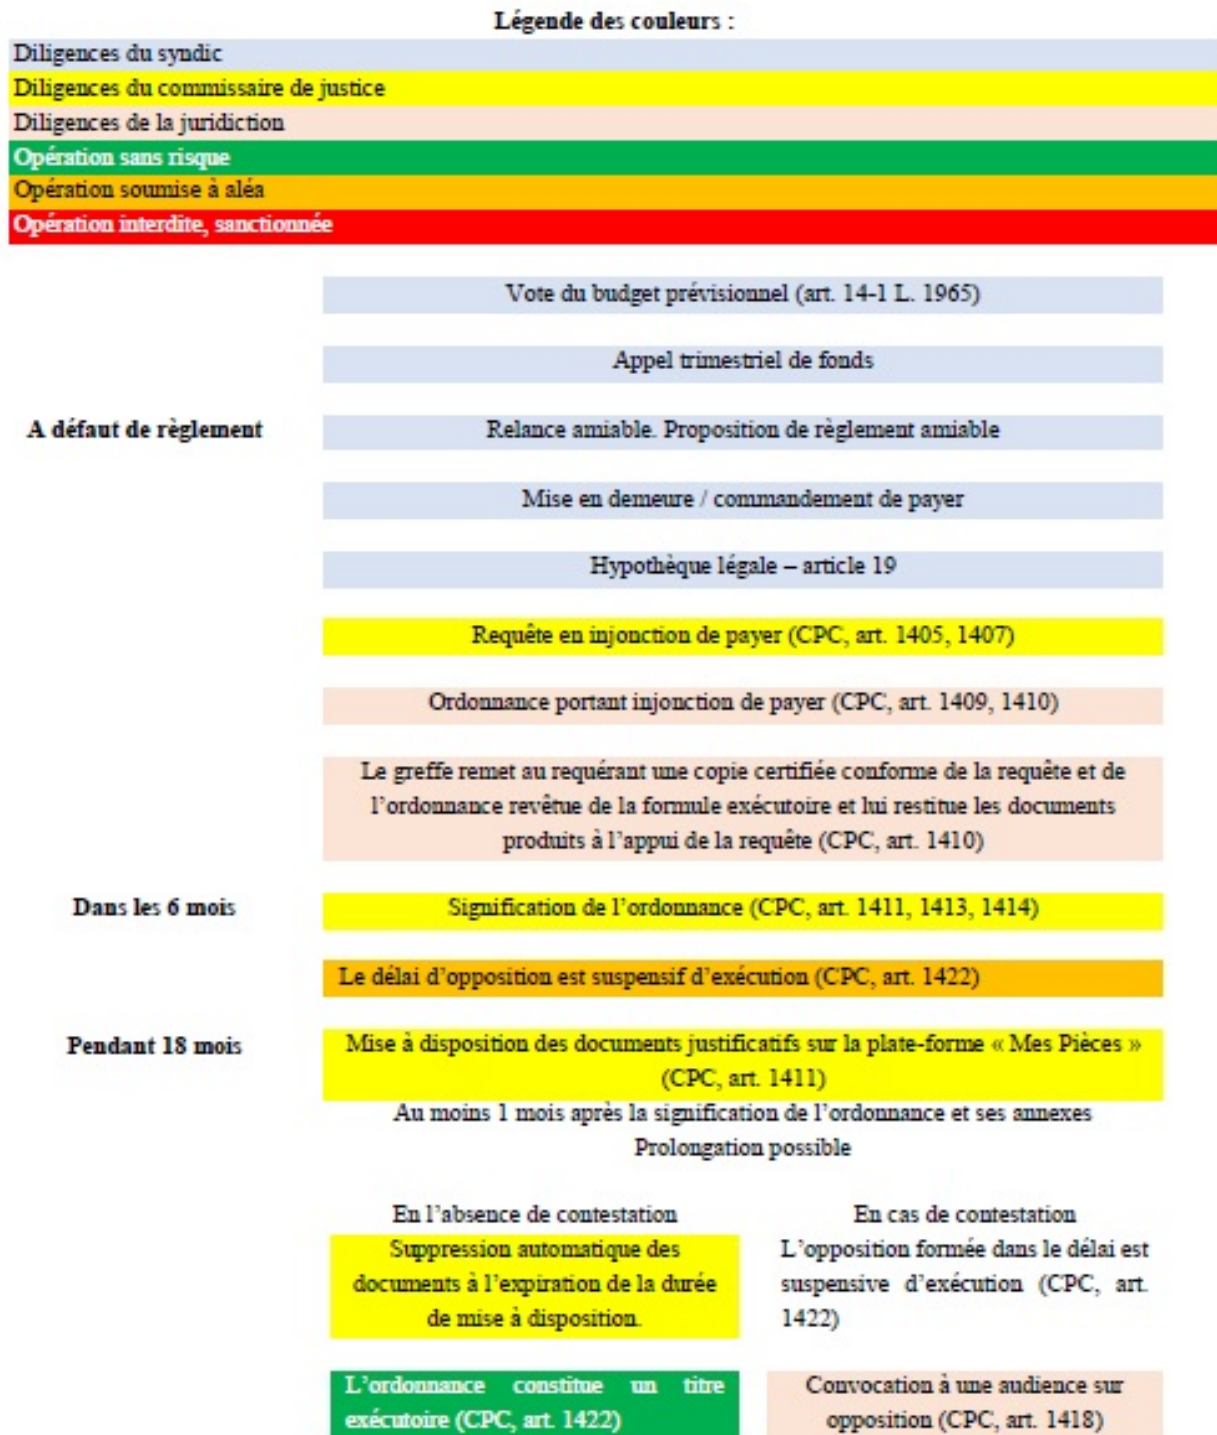 Légende des couleurs :
Diligences du syndic
Diligences du commissaire de justice
Diligences de la juridiction
Opération sans risque
Opération soumise à aléa
Opération interdite, sanctionnée
Vote du budget prévisionnel (art. 14-1 L. 1965)
Appel trimestriel de fonds
A défaut de règlement
Relance amiable. Proposition de règlement amiable
Mise en demeure / commandement de payer
Hypothèque légale – article 19
Requête en injonction de payer (CPC, art. 1405, 1407)
Ordonnance portant injonction de payer (CPC, art. 1409, 1410)
Le greffe remet au requérant une copie certifiée conforme de la requête et de
l’ordonnance revêtue de la formule exécutoire et lui restitue les documents
produits à l’appui de la requête (CPC, art. 1410)
Dans les 6 mois
Signification de l’ordonnance (CPC, art. 1411, 1413, 1414)
Le délai d’opposition est suspensif d’exécution (CPC, art. 1422)
Pendant 18 mois
Mise à disposition des documents justificatifs sur la plate-forme « Mes Pièces »
(CPC, art. 1411)
Au moins 1 mois après la signification de l’ordonnance et ses annexes
Prolongation possible
En l’absence de contestation
Suppression automatique des
documents à l’expiration de la durée
de mise à disposition.
L’ordonnance constitue un titre
exécutoire (CPC, art. 1422)
En cas de contestation
L’opposition formée dans le délai est
suspensive d’exécution (CPC, art.
1422)
Convocation à une audience sur
opposition (CPC, art. 1418)